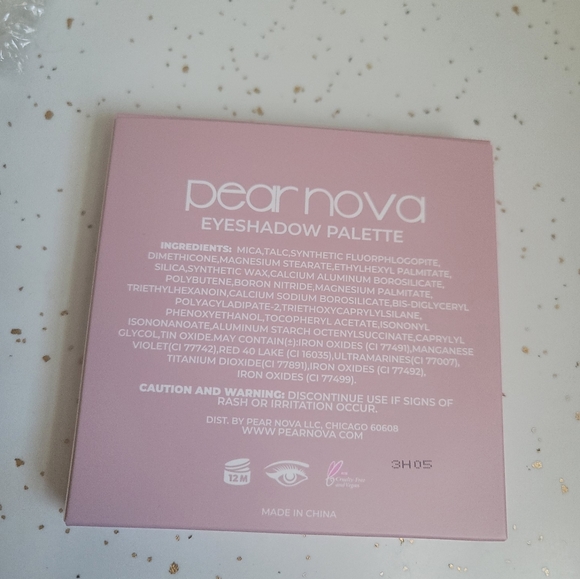 pear nova
EYESHADOW PALETTE
INGREDIENTS: MICA,TALC,SYNTHETIC FLUORPHLOGOPITE,
DIMETHICONE,MAGNESIUM STEARATE,ETHYLHEXYL PALMITATE,
SILICA,SYNTHETIC WAX,CALCIUM ALUMINUM BOROSILICATE,
POLYBUTENE,BORON NITRIDE,MAGNESIUM PALMITATE,
TRIETHYLHEXANOIN,CALCIUM SODIUM BOROSILICATE,BIS-DIGLYCERYL
POLYACYLADIPATE-2,TRIETHOXYCAPRYLYLSILANE,
PHENOXYETHANOL,TOCOPHERYL ACETATE,ISONONYL
ISONONANOATE,ALUMINUM STARCH OCTENYLSUCCINATE,CAPRYLYL
GLYCOL,TIN OXIDE.MAY CONTAIN(±):IRON OXIDES (CI 77491),MANGANESE
VIOLET(CI 77742),RED 40 LAKE (CI 16035),ULTRAMARINES(CI 77007),
TITANIUM DIOXIDE(CI 77891),IRON OXIDES (CI 77492),
IRON OXIDES (CI 77499).
CAUTION AND WARNING: DISCONTINUE USE IF SIGNS OF
RASH OR IRRITATION OCCUR.
DIST. BY PEAR NOVA LLC, CHICAGO 60608
WWW.PEARNOVA.COM
12 M
Cruelty free
and Vegan
3H05
MADE IN CHINA